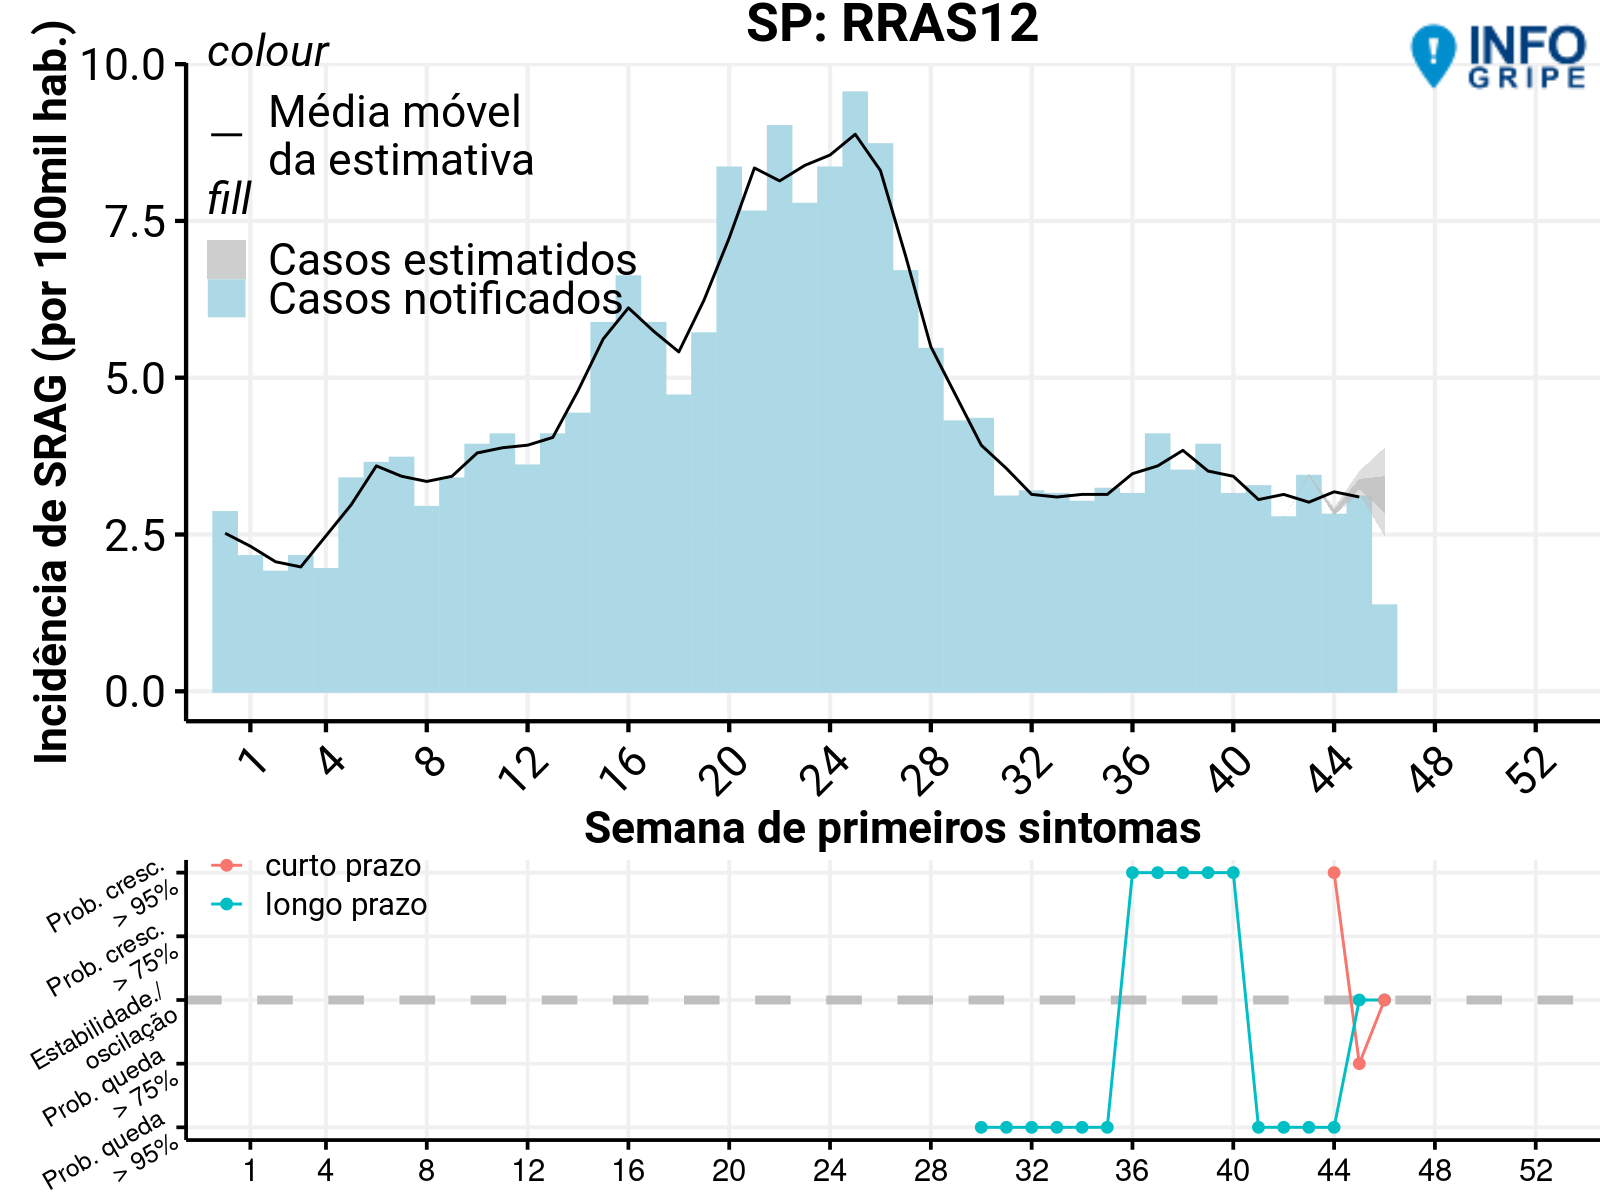 SP: RRAS12
INFO
GRIPE
Incidência de SRAG (por 100mil hab.)
10.0
7.5
5.0
2.5
0.0
colour
Média móvel
da estimativa
fill
Casos estimatidos
Casos notificados
1 4 8 12 16 20 24 28 32 36 40 44 48 52
Semana de primeiros sintomas
curto prazo
longo prazo
Prob. cresc.
> 95%
Prob. cresc.
> 75%
Estabilidade./
oscilação
Prob. queda
> 75%
Prob. queda
> 95%
1 4 8 12 16 20 24 28 32 36 40 44 48 52